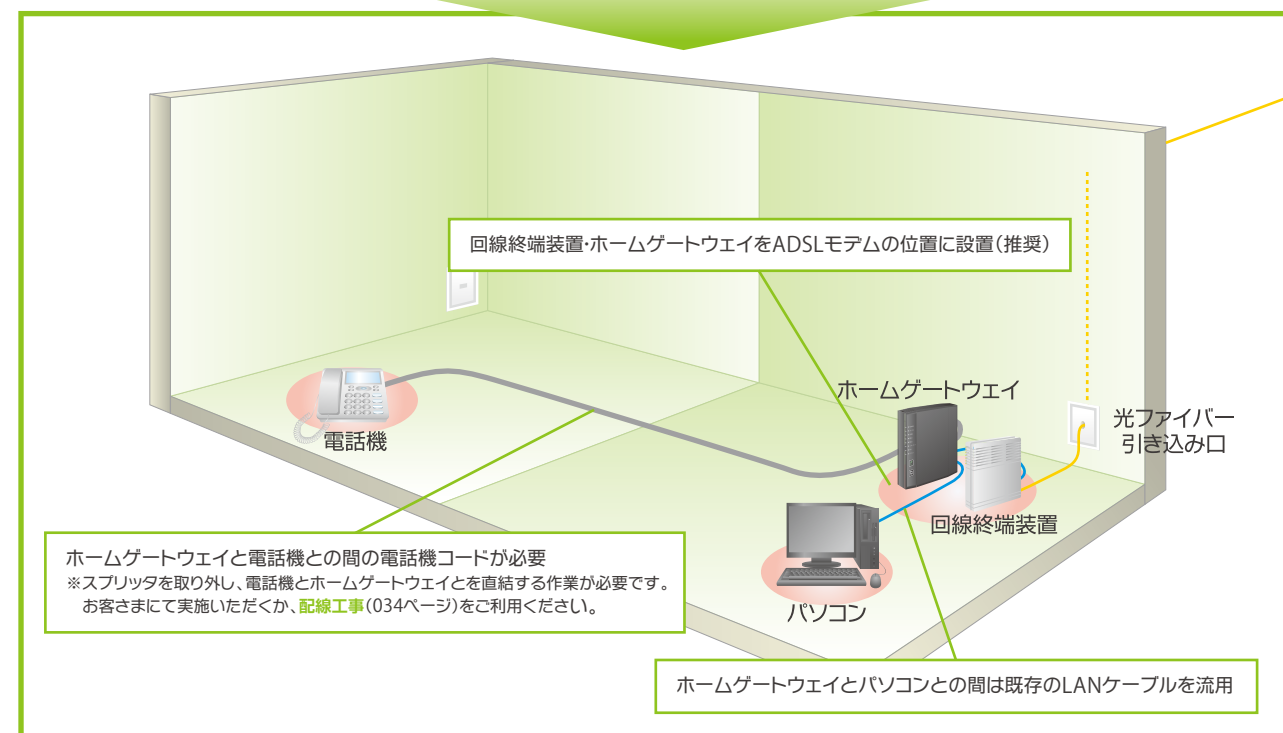 回線終端装置・ホームゲートウェイをADSLモデムの位置に設置(推奨)
ホームゲートウェイ
光ファイバー
引き込み口
電話機
回線終端装置
ホームゲートウェイと電話機との間の電話機コードが必要
※スプリッタを取り外し、電話機とホームゲートウェイとを直結する作業が必要です。
お客さまにて実施いただくか、配線工事(034ページ)をご利用ください。
パソコン
ホームゲートウェイとパソコンとの間は既存のLANケーブルを流用